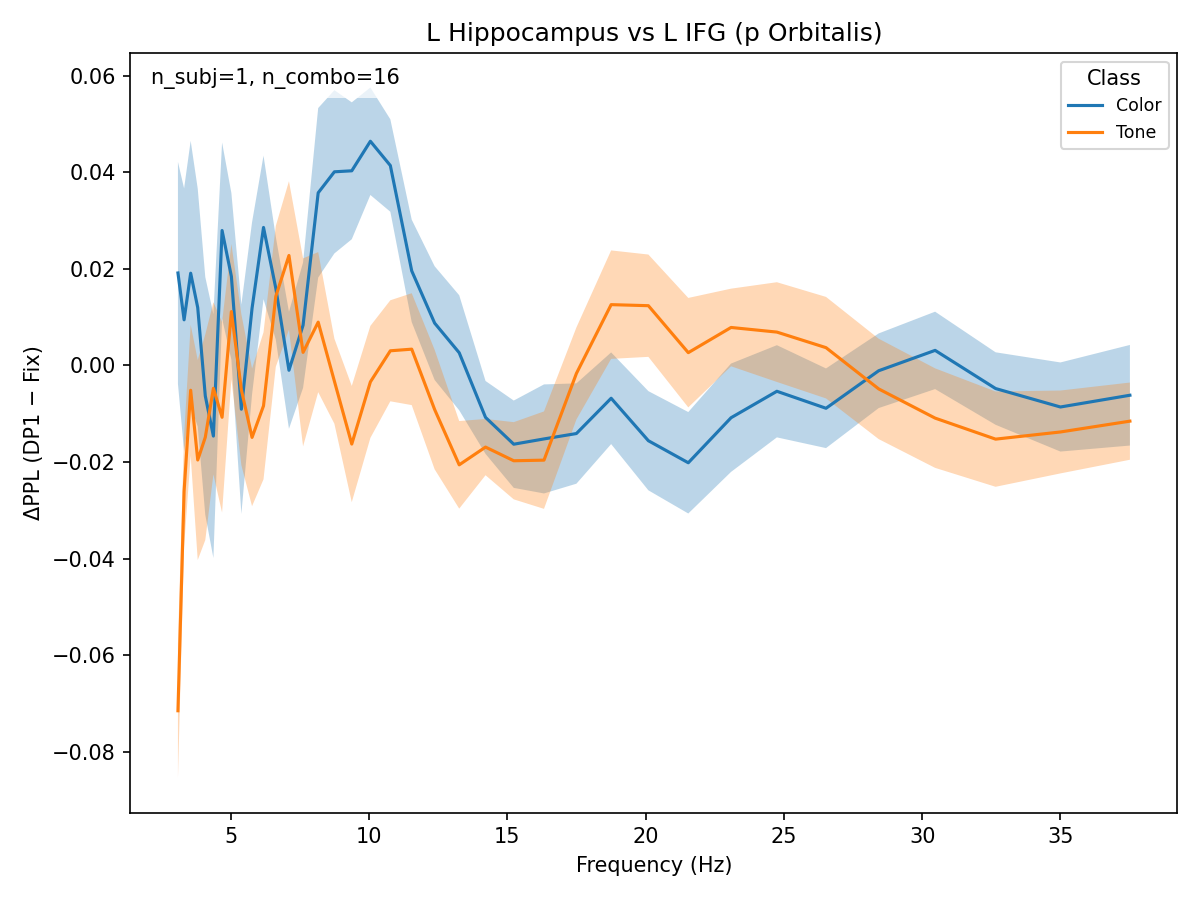 L Hippocampus vs L IFG (p Orbitalis)
n_subj=1, n_combo=16
Class
Color
Tone
0.06
0.04
0.02
0.00
−0.02
−0.04
−0.06
−0.08
ΔPPL (DP1 − Fix)
5
10
15
20
25
30
35
Frequency (Hz)